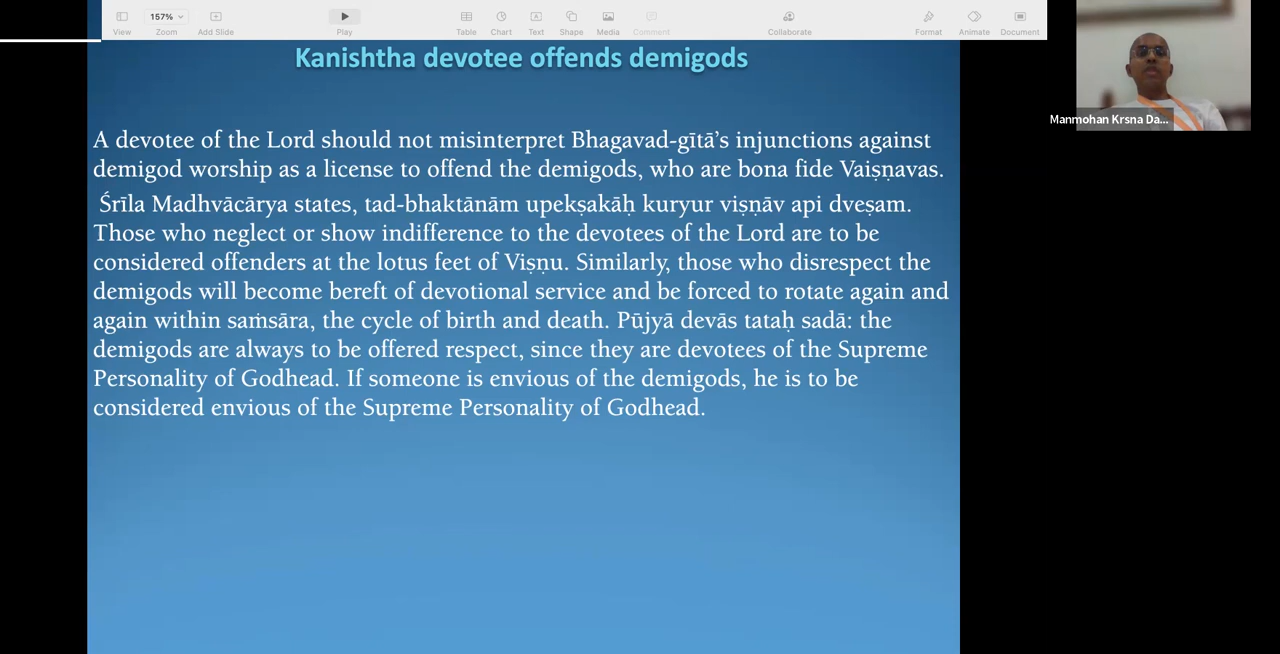 157%
View
Zoom
Add Slide
Play
Table
Chart
Text
Shape
Media
Comment
Collaborate
Format
Animate
Document
Kanishtha devotee offends demigods
Manmohan Krsna Da...
A devotee of the Lord should not misinterpret Bhagavad-gītā’s injunctions against
demigod worship as a license to offend the demigods, who are bona fide Vaiṣṇavas.
Śrīla Madhvācārya states, tad-bhaktānām upekṣakāḥ kuryur viṣṇāv api dveṣam.
Those who neglect or show indifference to the devotees of the Lord are to be
considered offenders at the lotus feet of Viṣṇu. Similarly, those who disrespect the
demigods will become bereft of devotional service and be forced to rotate again and
again within saṁsāra, the cycle of birth and death. Pūjyā devās tataḥ sadā: the
demigods are always to be offered respect, since they are devotees of the Supreme
Personality of Godhead. If someone is envious of the demigods, he is to be
considered envious of the Supreme Personality of Godhead.